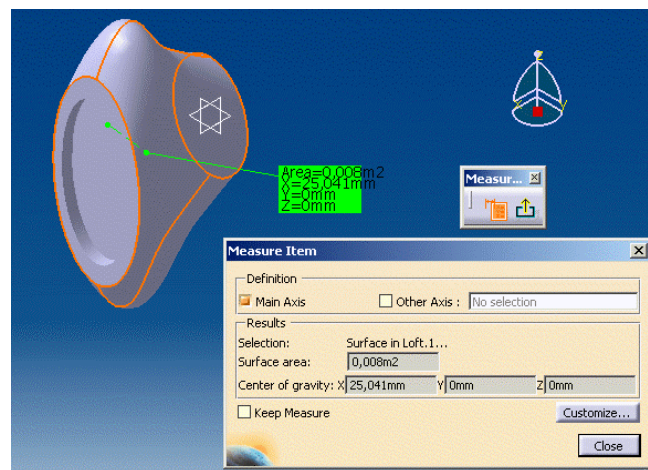 Area=0,008m2
X=25,041mm
Y=0mm
Z=0mm
Measur...
Measure Item
Definition
Main Axis
Other Axis :
No selection
Results
Selection: Surface in Loft.1...
Surface area: 0,008m2
Center of gravity: X 25,041mm Y 0mm Z 0mm
Keep Measure
Customize...
Close